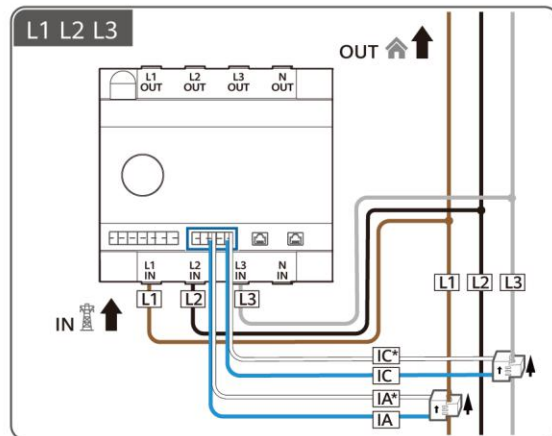 L1 L2 L3
OUT
L1 OUT
L2 OUT
L3 OUT
N OUT
L1 IN
L2 IN
L3 IN
N IN
IN
L1
L2
L3
L1
L2
L3
IC*
IC
IA*
IA